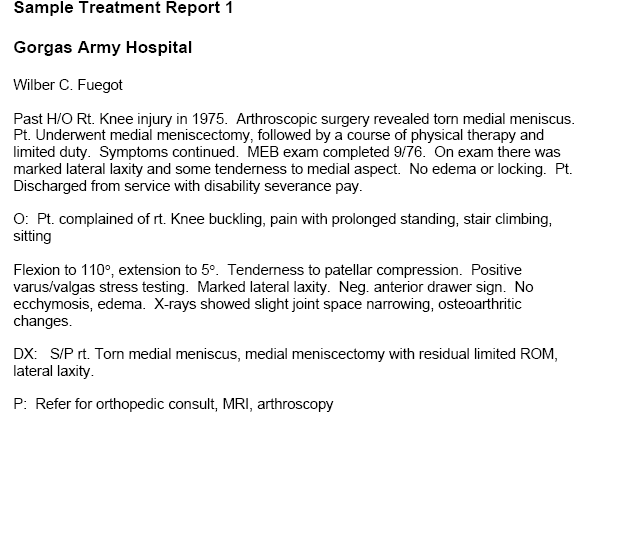 Sample Treatment Report 1
Gorgas Army Hospital
Wilber C. Fuegot
Past H/O Rt. Knee injury in 1975.  Arthroscopic surgery revealed torn medial meniscus.
Pt. Underwent medial meniscectomy, followed by a course of physical therapy and
limited duty.  Symptoms continued.  MEB exam completed 9/76.  On exam there was
marked lateral laxity and some tenderness to medial aspect.  No edema or locking.  Pt.
Discharged from service with disability severance pay.
O:  Pt. complained of rt. Knee buckling, pain with prolonged standing, stair climbing,
sitting
Flexion to 110°, extension to 5°.  Tenderness to patellar compression.  Positive
varus/valgas stress testing.  Marked lateral laxity.  Neg. anterior drawer sign.  No
ecchymosis, edema.  X-rays showed slight joint space narrowing, osteoarthritic
changes.
DX:   S/P rt. Torn medial meniscus, medial meniscectomy with residual limited ROM,
lateral laxity.
P:  Refer for orthopedic consult, MRI, arthroscopy